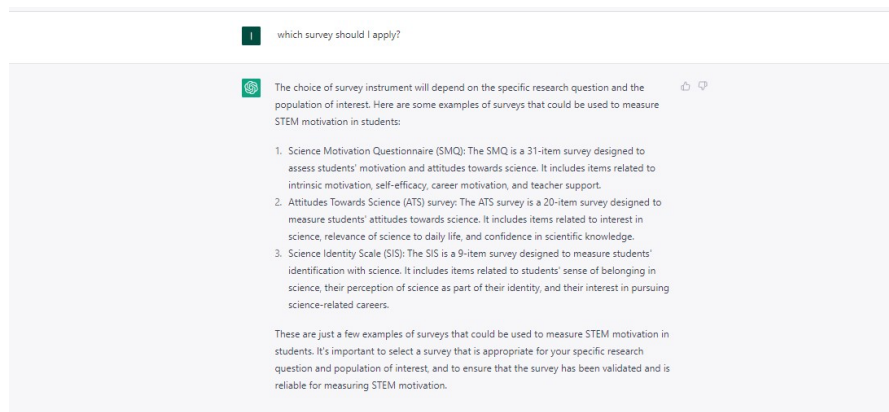 I
which survey should I apply?
The choice of survey instrument will depend on the specific research question and the
population of interest. Here are some examples of surveys that could be used to measure
STEM motivation in students:
1. Science Motivation Questionnaire (SMQ): The SMQ is a 31-item survey designed to
assess students' motivation and attitudes towards science. It includes items related to
intrinsic motivation, self-efficacy, career motivation, and teacher support.
2. Attitudes Towards Science (ATS) survey: The ATS survey is a 20-item survey designed to
measure students' attitudes towards science. It includes items related to interest in
science, relevance of science to daily life, and confidence in scientific knowledge.
3. Science Identity Scale (SIS): The SIS is a 9-item survey designed to measure students'
identification with science. It includes items related to students' sense of belonging in
science, their perception of science as part of their identity, and their interest in pursuing
science-related careers.
These are just a few examples of surveys that could be used to measure STEM motivation in
students. It's important to select a survey that is appropriate for your specific research
question and population of interest, and to ensure that the survey has been validated and is
reliable for measuring STEM motivation.